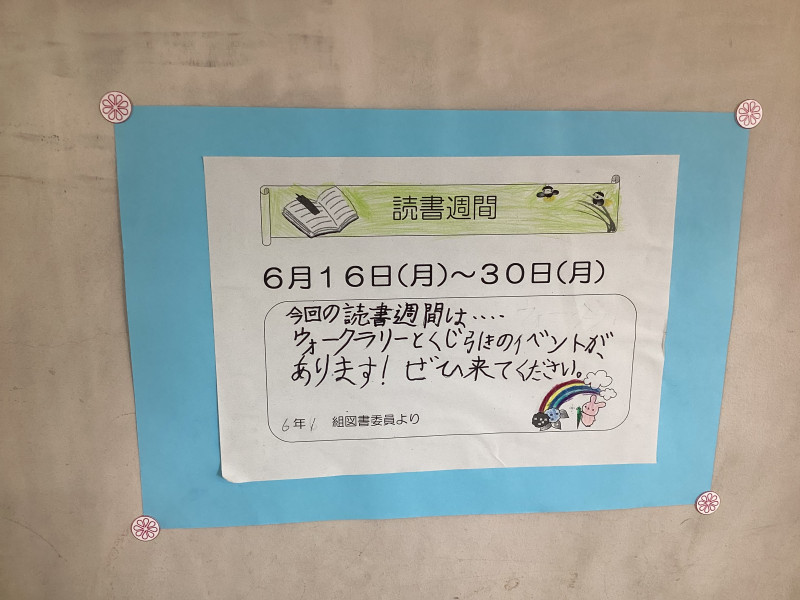 読書週間
6月16日(月)～30日(月)
今回の読書週間は‥‥
ウォークラリーとくじ引きのイベントが、
あります! ぜひ来てください。
6年1組図書委員より